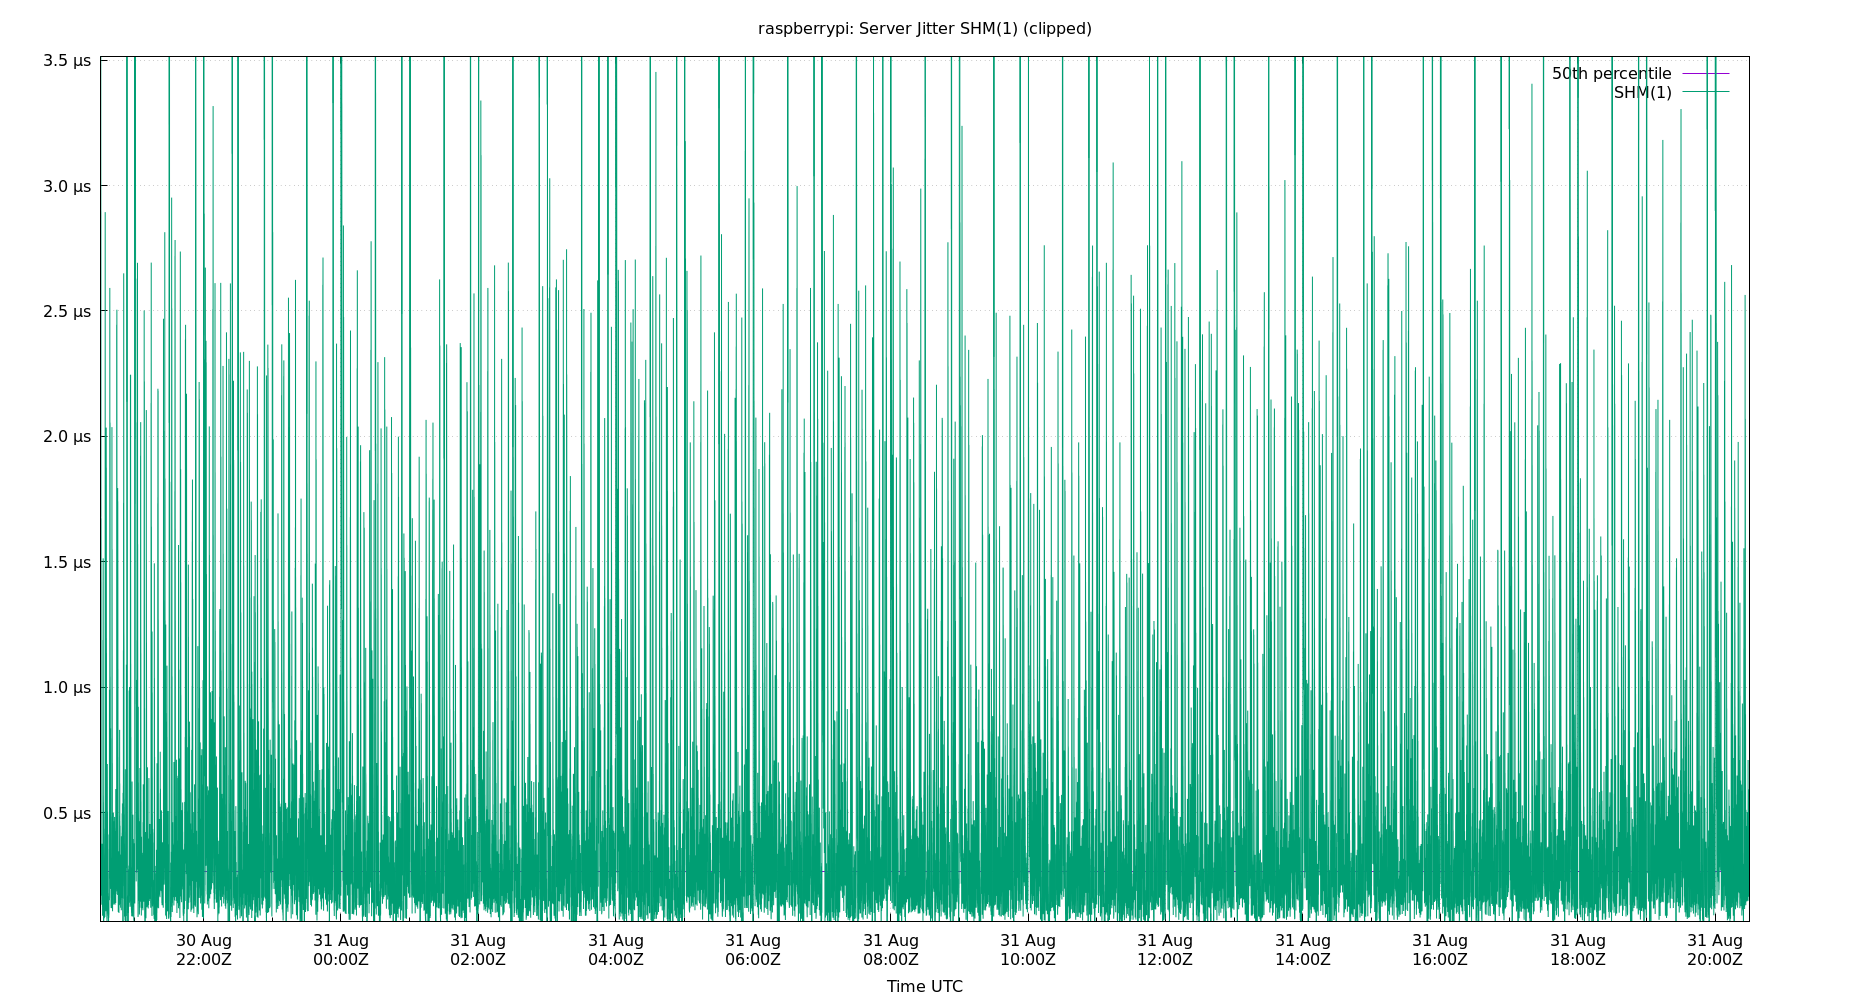 raspberrypi: Server Jitter SHM(1) (clipped)
3.5 μs
3.0 μs
2.5 μs
2.0 μs
1.5 μs
1.0 μs
0.5 μs
50th percentile
SHM(1)
30 Aug 31 Aug 31 Aug 31 Aug 31 Aug 31 Aug 31 Aug 31 Aug 31 Aug 31 Aug 31 Aug 31 Aug
22:00Z 00:00Z 02:00Z 04:00Z 06:00Z 08:00Z 10:00Z 12:00Z 14:00Z 16:00Z 18:00Z 20:00Z
Time UTC